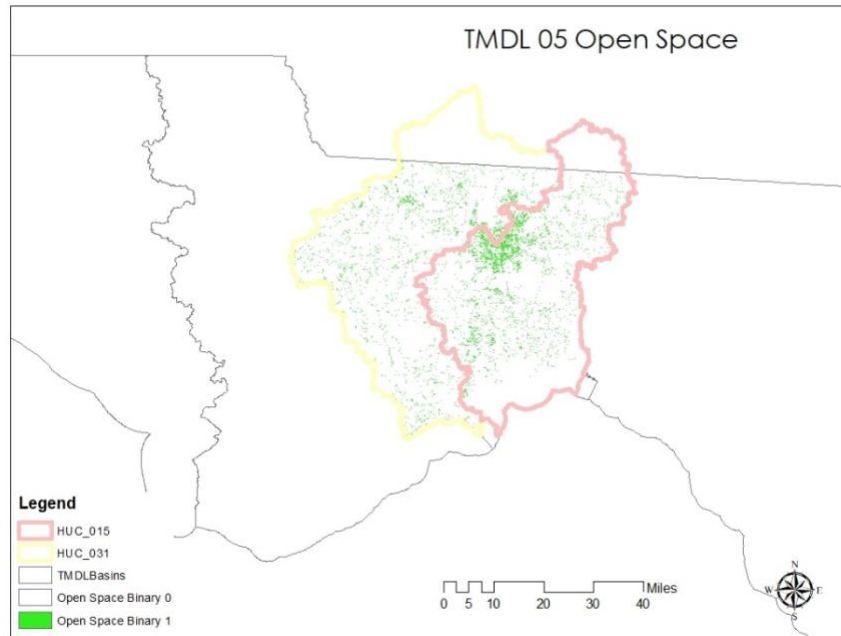 TMDL 05 Open Space
Legend
HUC_015
HUC_031
TMDLBasins
Open Space Binary 0
Open Space Binary 1
Miles
0 5 10 20 30 40
N
W E
S